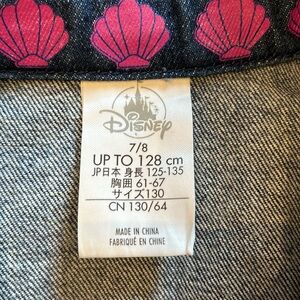 Disney
7/8
UP TO 128 cm
JP日本 身長 125-135
胸囲 61-67
サイズ130
CN 130/64
MADE IN CHINA
FABRIQUÉ EN CHINE